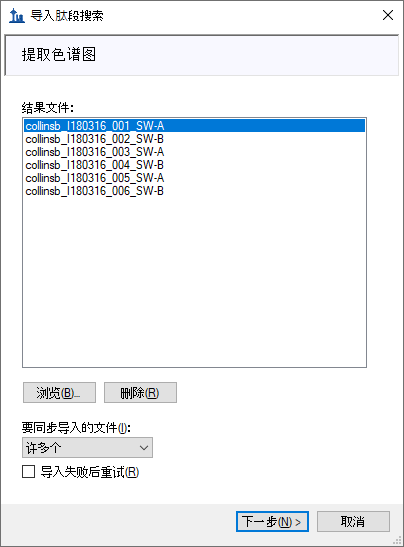 导入肽段搜索
提取色谱图
结果文件:
collinsb_I180316_001_SW-A
collinsb_I180316_002_SW-B
collinsb_I180316_003_SW-A
collinsb_I180316_004_SW-B
collinsb_I180316_005_SW-A
collinsb_I180316_006_SW-B
浏览(B)... 删除(R)
要同步导入的文件(I):
许多个
导入失败后重试(R)
下一步(N) > 取消